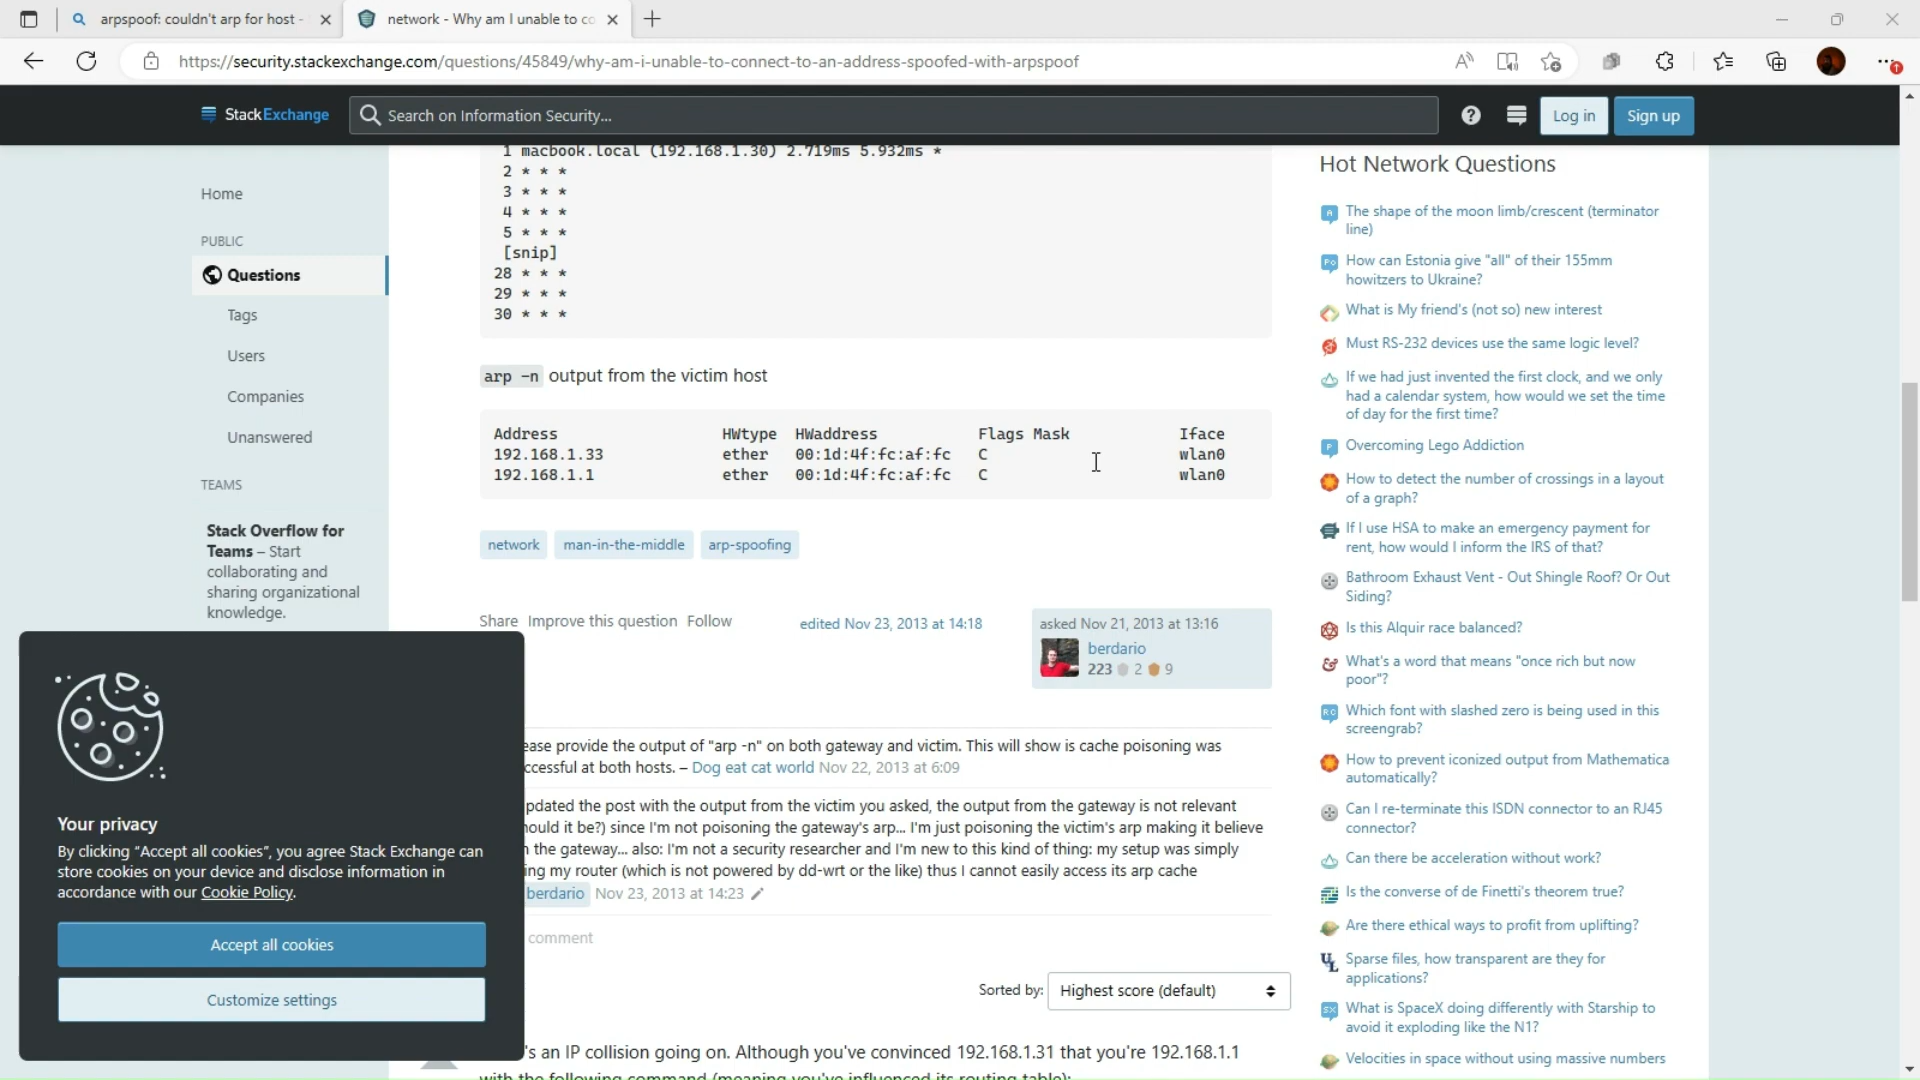 arpspoof: couldn't arp for host -
network - Why am I unable to co
https://security.stackexchange.com/questions/45849/why-am-i-unable-to-connect-to-an-address-spoofed-with-arpspoof
StackExchange
Search on Information Security...
Log in
Sign up
Home
PUBLIC
Questions
Tags
Users
Companies
Unanswered
TEAMS
Stack Overflow for
Teams – Start
collaborating and
sharing organizational
knowledge.
1 macbook.local (192.168.1.30) 2.719ms 5.932ms *
2 * * *
3 * * *
4 * * *
5 * * *
[snip]
28 * * *
29 * * *
30 * * *
arp -n output from the victim host
Address HWtype HWaddress Flags Mask Iface
192.168.1.33 ether 00:1d:4f:fc:af:fc C wlan0
192.168.1.1 ether 00:1d:4f:fc:af:fc C wlan0
network man-in-the-middle arp-spoofing
Share Improve this question Follow
edited Nov 23, 2013 at 14:18
asked Nov 21, 2013 at 13:16
berdario
223 2 9
ease provide the output of "arp -n" on both gateway and victim. This will show is cache poisoning was
ccessful at both hosts. – Dog eat cat world Nov 22, 2013 at 6:09
pdated the post with the output from the victim you asked, the output from the gateway is not relevant
ould it be?) since I'm not poisoning the gateway's arp... I'm just poisoning the victim's arp making it believe
the gateway... also: I'm not a security researcher and I'm new to this kind of thing: my setup was simply
ing my router (which is not powered by dd-wrt or the like) thus I cannot easily access its arp cache
berdario Nov 23, 2013 at 14:23
comment
Sorted by: Highest score (default)
's an IP collision going on. Although you've convinced 192.168.1.31 that you're 192.168.1.1
with the following command (meaning you've influenced its routing table):
Your privacy
By clicking "Accept all cookies", you agree Stack Exchange can
store cookies on your device and disclose information in
accordance with our Cookie Policy.
Accept all cookies
Customize settings
Hot Network Questions
The shape of the moon limb/crescent (terminator
line)
How can Estonia give "all" of their 155mm
howitzers to Ukraine?
What is My friend's (not so) new interest
Must RS-232 devices use the same logic level?
If we had just invented the first clock, and we only
had a calendar system, how would we set the time
of day for the first time?
Overcoming Lego Addiction
How to detect the number of crossings in a layout
of a graph?
If I use HSA to make an emergency payment for
rent, how would I inform the IRS of that?
Bathroom Exhaust Vent - Out Shingle Roof? Or Out
Siding?
Is this Alquir race balanced?
What's a word that means "once rich but now
poor"?
Which font with slashed zero is being used in this
screengrab?
How to prevent iconized output from Mathematica
automatically?
Can I re-terminate this ISDN connector to an RJ45
connector?
Can there be acceleration without work?
Is the converse of de Finetti's theorem true?
Are there ethical ways to profit from uplifting?
Sparse files, how transparent are they for
applications?
What is SpaceX doing differently with Starship to
avoid it exploding like the N1?
Velocities in space without using massive numbers